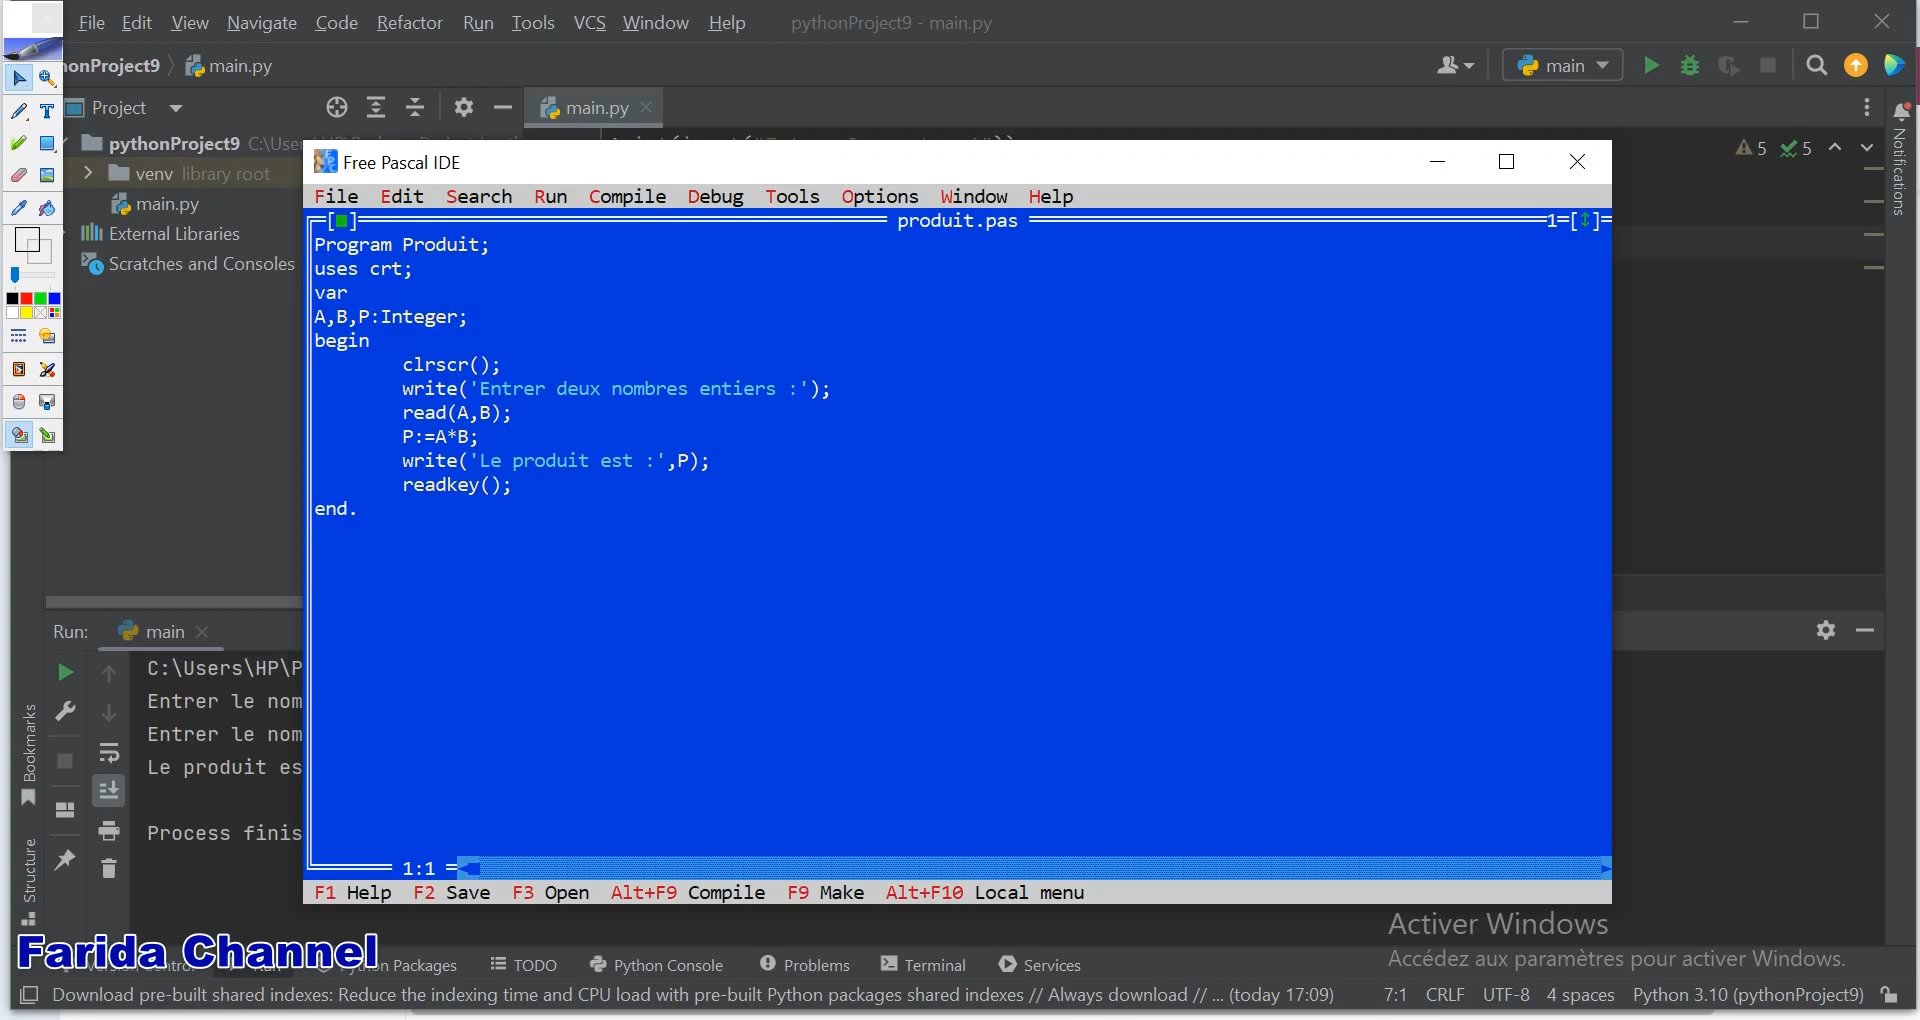 File Edit View Navigate Code Refactor Run Tools VCS Window Help pythonProject9 - main.py
onProject9 main.py main
Project main.py
pythonProject9 C:\User
5 5
venv library root
main.py
External Libraries
Scratches and Consoles
Notifications
Free Pascal IDE
File Edit Search Run Compile Debug Tools Options Window Help
[■] produit.pas 1=[↕]
Program Produit;
uses crt;
var
A,B,P:Integer;
begin
clrscr();
write('Entrer deux nombres entiers :');
read(A,B);
P:=A*B;
write('Le produit est :',P);
readkey();
end.
1:1
F1 Help F2 Save F3 Open Alt+F9 Compile F9 Make Alt+F10 Local menu
Run: main
C:\Users\HP\P
Entrer le nom
Entrer le nom
Le produit es
Process finis
Bookmarks
Structure
Activer Windows
Accédez aux paramètres pour activer Windows.
Farida Channel
Packages TODO Python Console Problems Terminal Services
Download pre-built shared indexes: Reduce the indexing time and CPU load with pre-built Python packages shared indexes // Always download // ... (today 17:09) 7:1 CRLF UTF-8 4 spaces Python 3.10 (pythonProject9)